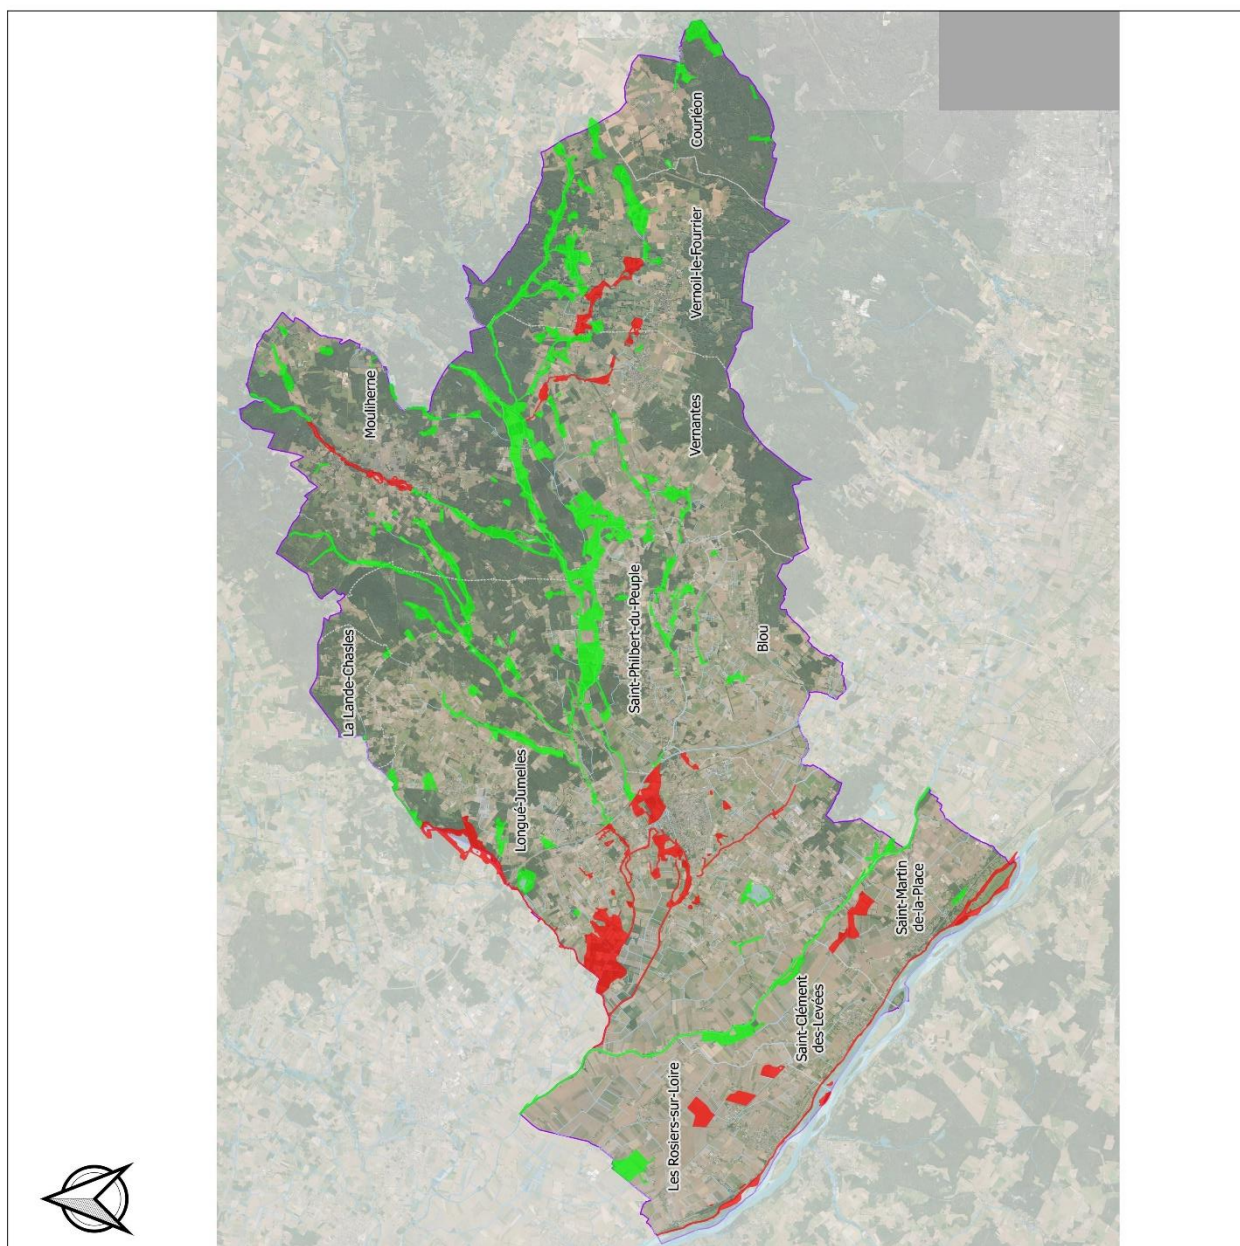 Courléon
Vernoil-le-Fourrier
Mouliherne
Vernantes
La Lande-Chasles
Saint-Philbert-du-Peuple
Blou
Longué-Jumelles
Saint-Martin
de-la-Place
Saint-Clément
des-Levées
Les Rosiers-sur-Loire